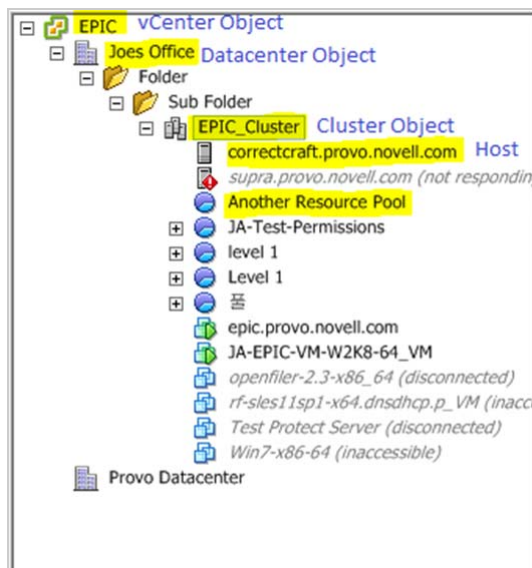 EPIC vCenter Object
Joes Office Datacenter Object
Folder
Sub Folder
EPIC_Cluster Cluster Object
correctcraft.provo.novell.com Host
supra.provo.novell.com (not respondin
Another Resource Pool
JA-Test-Permissions
level 1
Level 1
풀
epic.provo.novell.com
JA-EPIC-VM-W2K8-64_VM
openfiler-2.3-x86_64 (disconnected)
rf-sles11sp1-x64.dnsdhcp.p_VM (inacc
Test Protect Server (disconnected)
Win7-x86-64 (inaccessible)
Provo Datacenter